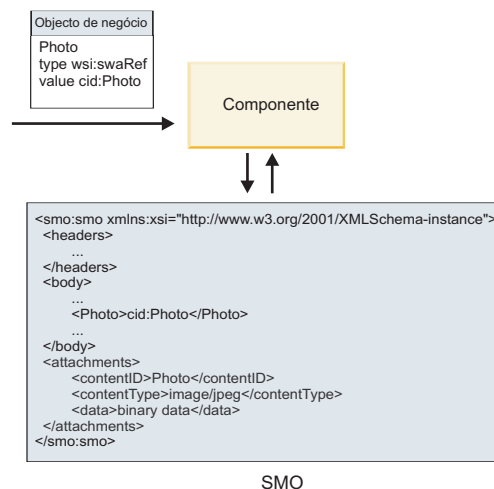 Objecto de negócio
Photo
type wsi:swaRef
value cid:Photo
Componente
<smo:smo xmlns:xsi="http://www.w3.org/2001/XMLSchema-instance">
<headers>
...
</headers>
<body>
...
<Photo>cid:Photo</Photo>
...
</body>
<attachments>
<contentID>Photo</contentID>
<contentType>image/jpeg</contentType>
<data>binary data</data>
</attachments>
</smo:smo>
SMO